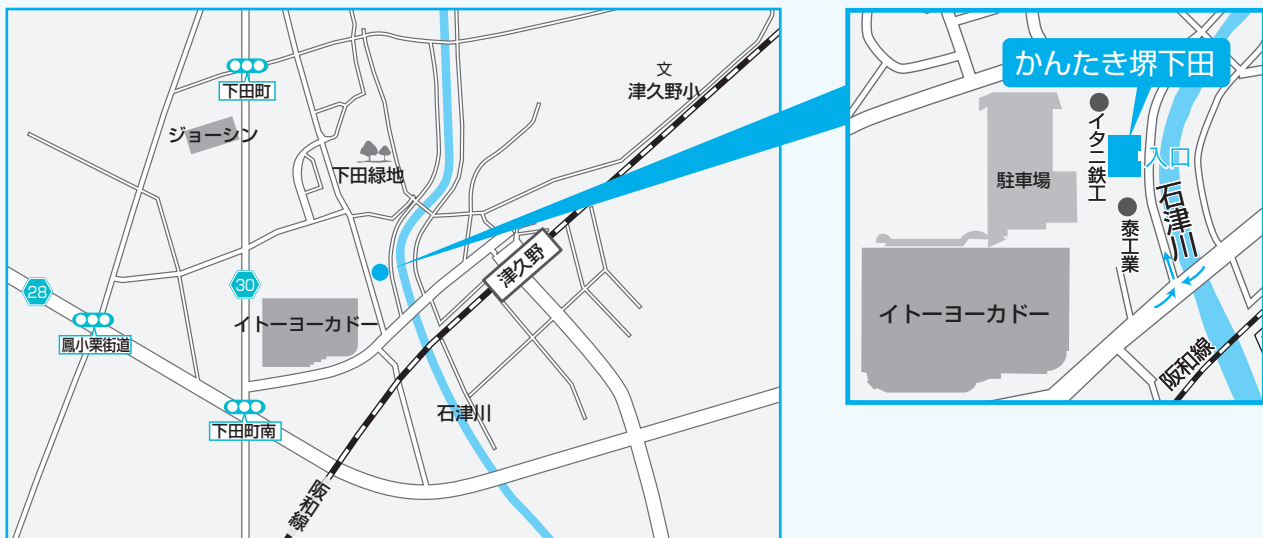 下田町
ジョーシン
文
津久野小
下田緑地
津久野
28
30
イトーヨーカドー
鳳小栗街道
下田町南
石津川
阪和線
かんたき堺下田
イタニ鉄工
入口
駐車場
泰工業
石津川
イトーヨーカドー
阪和線